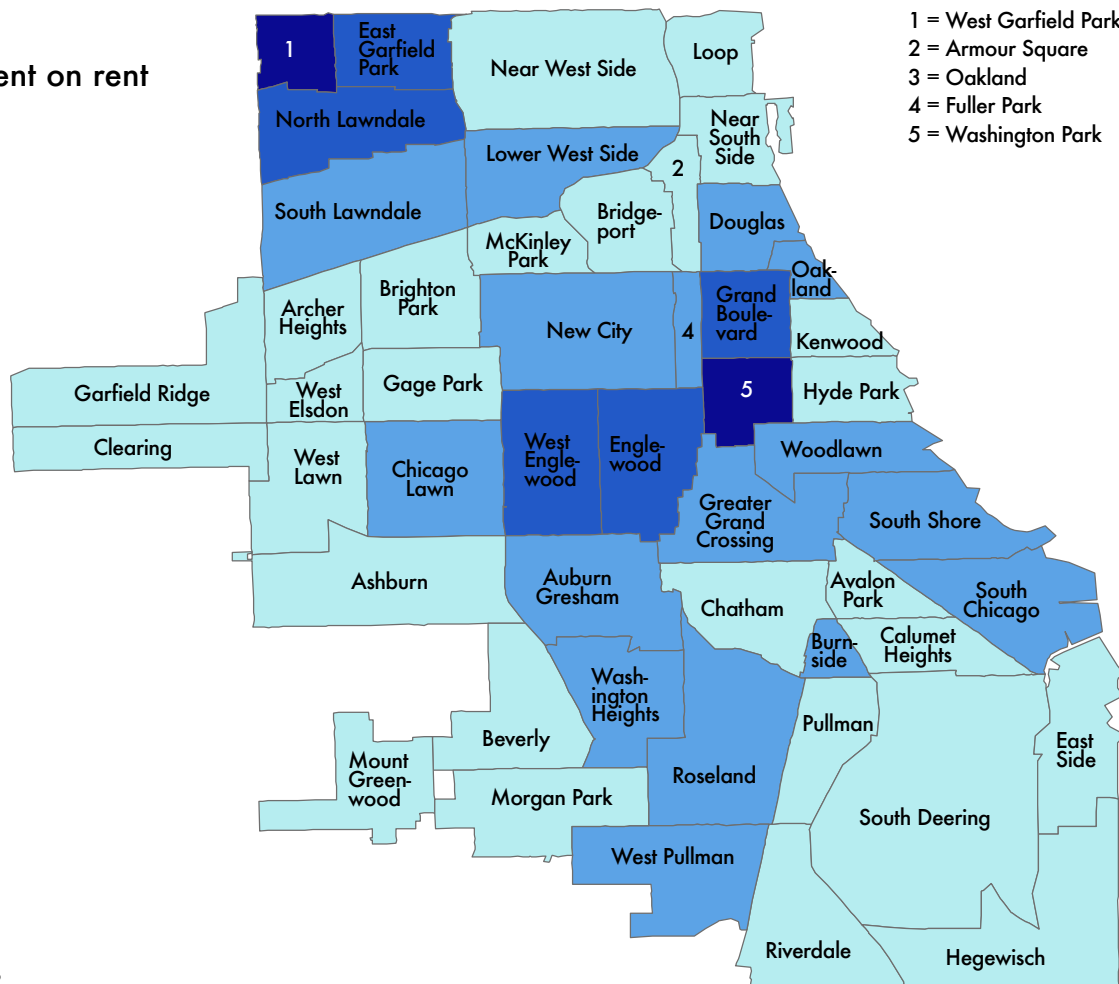 ent on rent
1 = West Garfield Park
2 = Armour Square
3 = Oakland
4 = Fuller Park
5 = Washington Park
1
East
Garfield
Park
Near West Side
Loop
North Lawndale
Near
South
Side
Lower West Side
2
South Lawndale
Bridge-
port
Douglas
McKinley
Park
Oak-
land
Brighton
Park
Archer
Heights
Grand
Boule-
vard
New City
4
Kenwood
Garfield Ridge
West
Elsdon
Gage Park
5
Hyde Park
Clearing
West
Lawn
Chicago
Lawn
West
Engle-
wood
Engle-
wood
Woodlawn
Greater
Grand
Crossing
South Shore
Ashburn
Auburn
Gresham
Chatham
Avalon
Park
South
Chicago
Burn-
side
Calumet
Heights
Wash-
ington
Heights
Pullman
Beverly
East
Side
Mount
Green-
wood
Roseland
Morgan Park
South Deering
West Pullman
Riverdale
Hegewisch